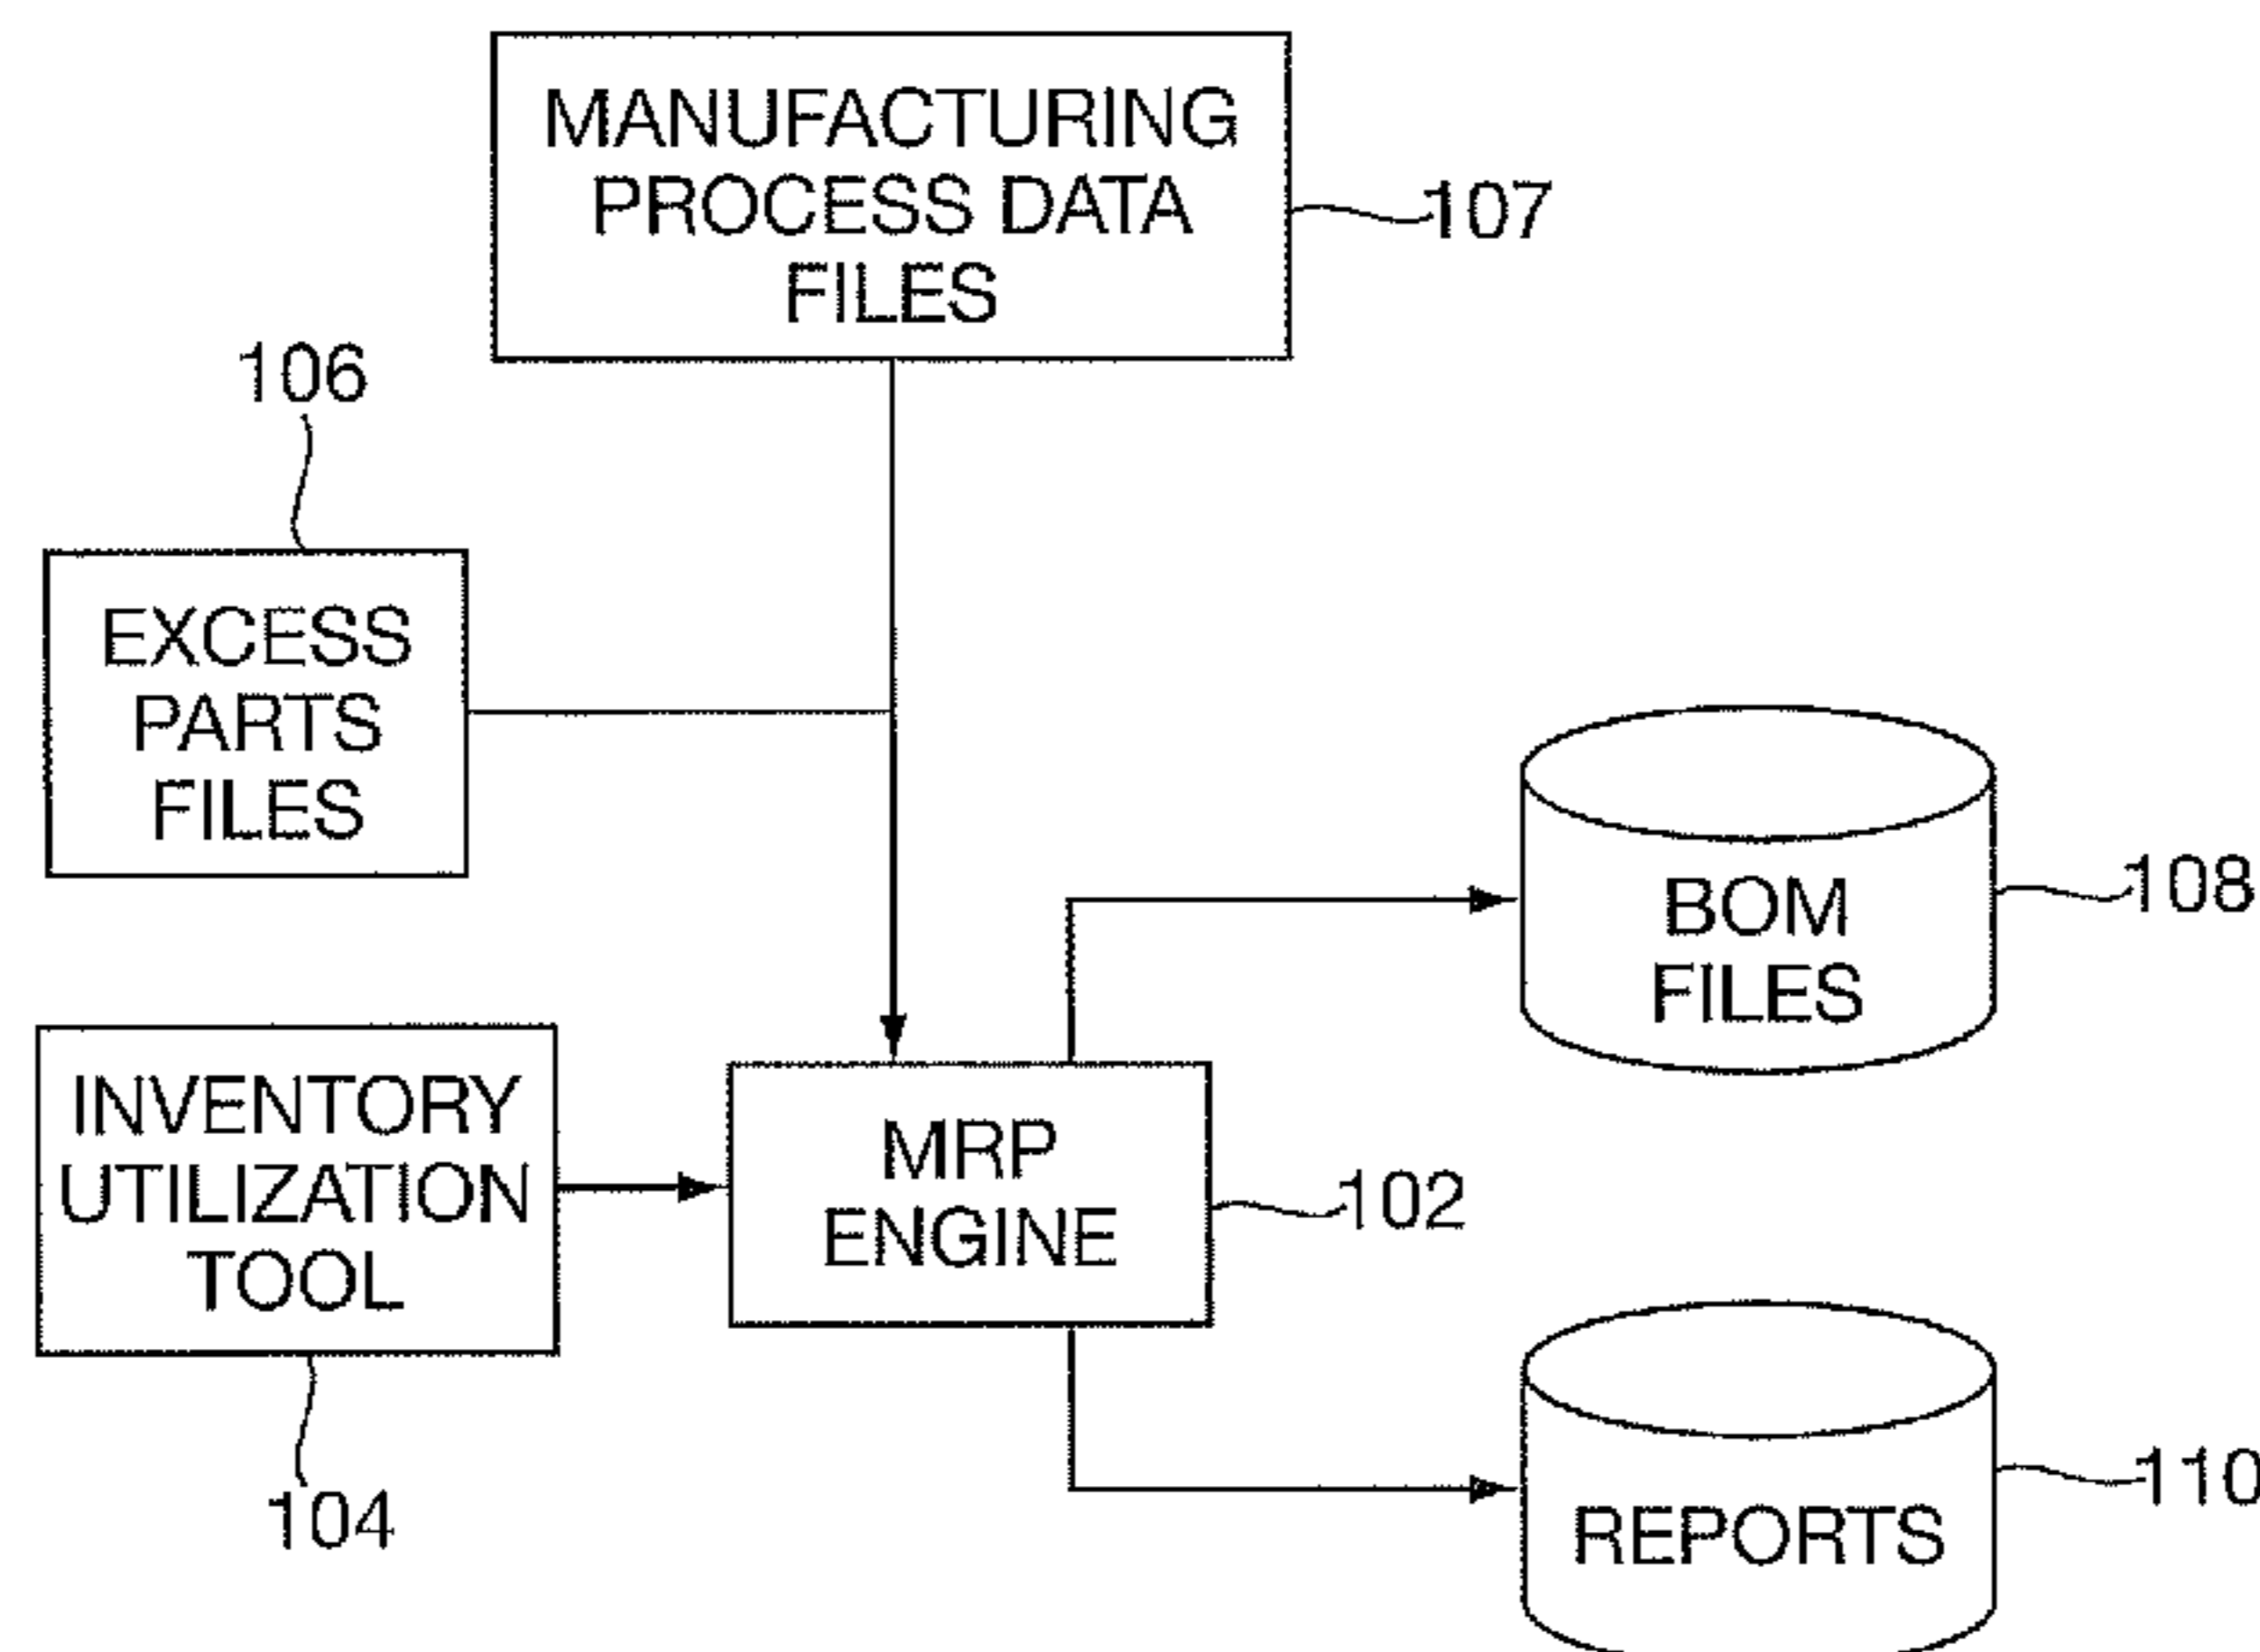 MANUFACTURING
PROCESS DATA
FILES
107
106
EXCESS
PARTS
FILES
BOM
FILES
108
INVENTORY
UTILIZATION
TOOL
104
MRP
ENGINE
102
REPORTS
110